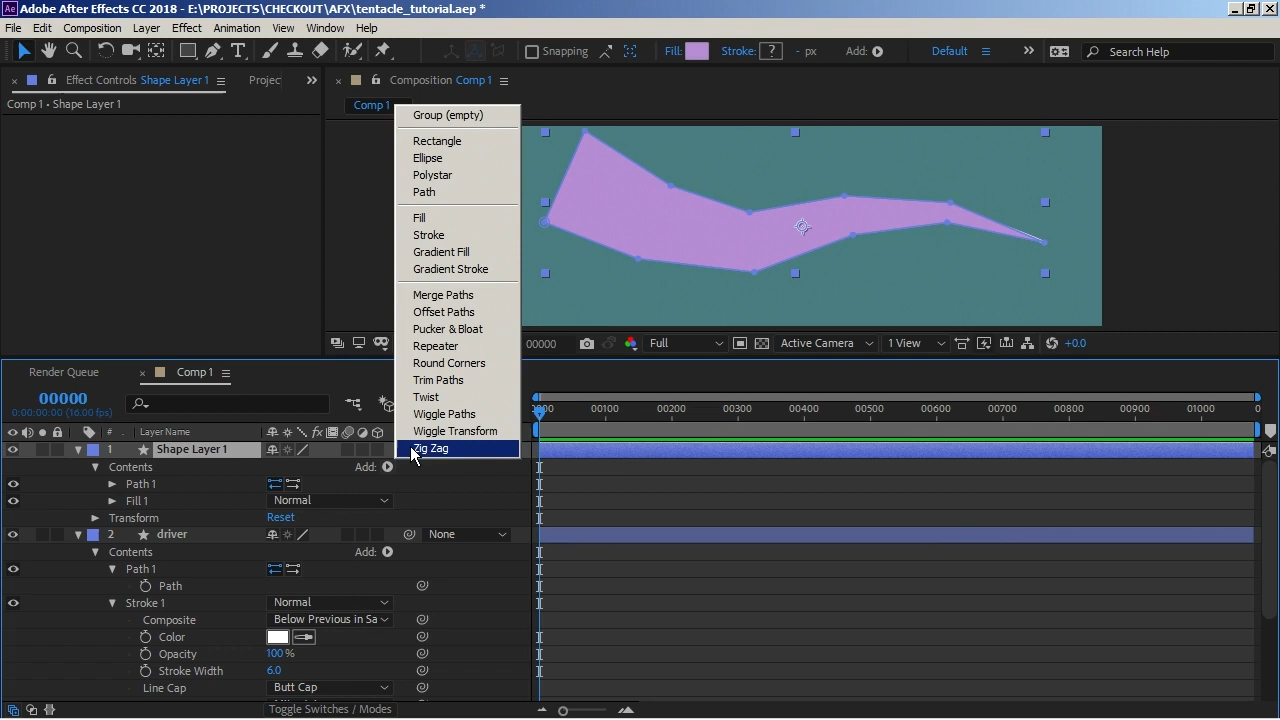 Ae Adobe After Effects CC 2018 - E:\PROJECTS\CHECKOUT\AFX\tentacle_tutorial.aep *
File Edit Composition Layer Effect Animation View Window Help
T Snapping Fill: Stroke: ? - px Add: Default >> Search Help
× Effect Controls Shape Layer 1 Projec >> × Composition Comp 1
Comp 1 • Shape Layer 1
Comp 1
Group (empty)
Rectangle
Ellipse
Polystar
Path
Fill
Stroke
Gradient Fill
Gradient Stroke
Merge Paths
Offset Paths
Pucker & Bloat
Repeater
Round Corners
Trim Paths
Twist
Wiggle Paths
Wiggle Transform
Zig Zag
00000 Full Active Camera 1 View +0.0
Render Queue × Comp 1
00000
0:00:00:00 (16.00 fps)
0000 00100 00200 00300 00400 00500 00600 00700 00800 00900 01000 0
# Layer Name fx
1 Shape Layer 1
Contents Add:
Path 1
Fill 1 Normal
Transform Reset
2 driver None
Contents Add:
Path 1
Path
Stroke 1 Normal
Composite Below Previous in Sa
Color
Opacity 100 %
Stroke Width 6.0
Line Cap Butt Cap
Toggle Switches / Modes